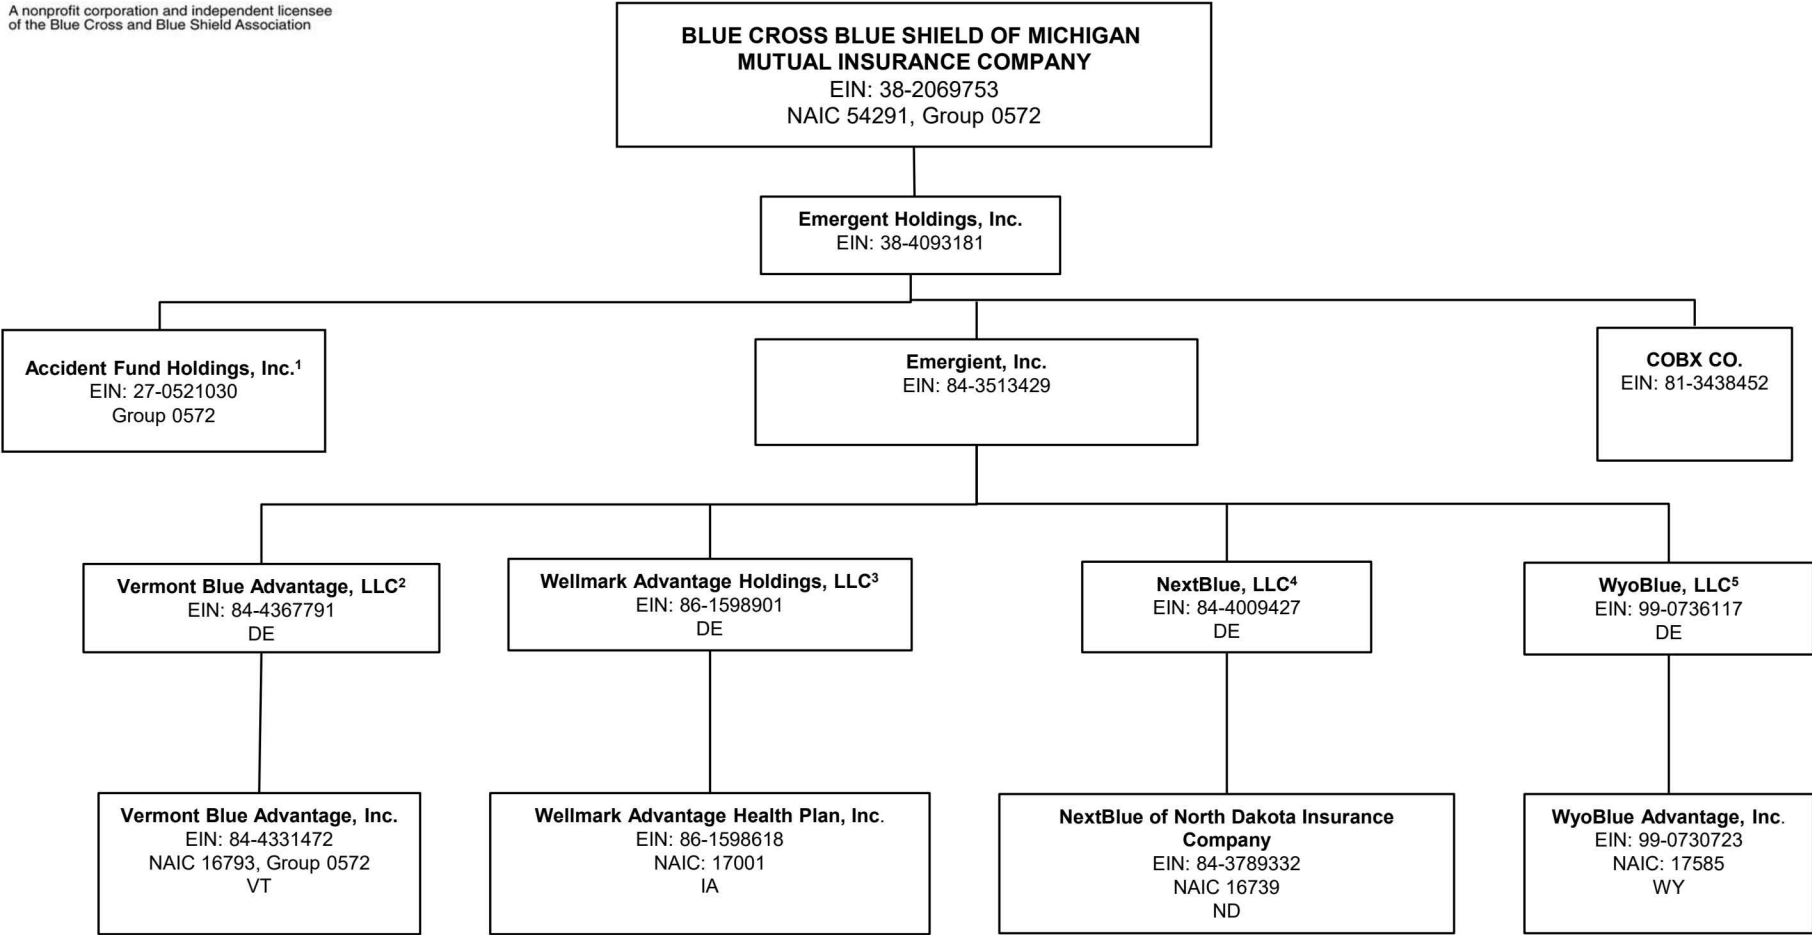 A nonprofit corporation and independent licensee
of the Blue Cross and Blue Shield Association
BLUE CROSS BLUE SHIELD OF MICHIGAN
MUTUAL INSURANCE COMPANY
EIN: 38-2069753
NAIC 54291, Group 0572
Emergent Holdings, Inc.
EIN: 38-4093181
Accident Fund Holdings, Inc.¹
EIN: 27-0521030
Group 0572
Emergient, Inc.
EIN: 84-3513429
COBX CO.
EIN: 81-3438452
Vermont Blue Advantage, LLC²
EIN: 84-4367791
DE
Wellmark Advantage Holdings, LLC³
EIN: 86-1598901
DE
NextBlue, LLC⁴
EIN: 84-4009427
DE
WyoBlue, LLC⁵
EIN: 99-0736117
DE
Vermont Blue Advantage, Inc.
EIN: 84-4331472
NAIC 16793, Group 0572
VT
Wellmark Advantage Health Plan, Inc.
EIN: 86-1598618
NAIC: 17001
IA
NextBlue of North Dakota Insurance
Company
EIN: 84-3789332
NAIC 16739
ND
WyoBlue Advantage, Inc.
EIN: 99-0730723
NAIC: 17585
WY